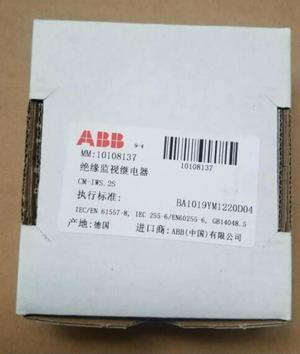 ABB 9/4
MM:10108137
10108137
绝缘监视继电器
CM-IWS.2S
执行标准: BA1019YM1220D04
IEC/EN 61557-8, IEC 255-6/EN60255-6, GB14048.5
产地:德国 进口商:ABB(中国)有限公司